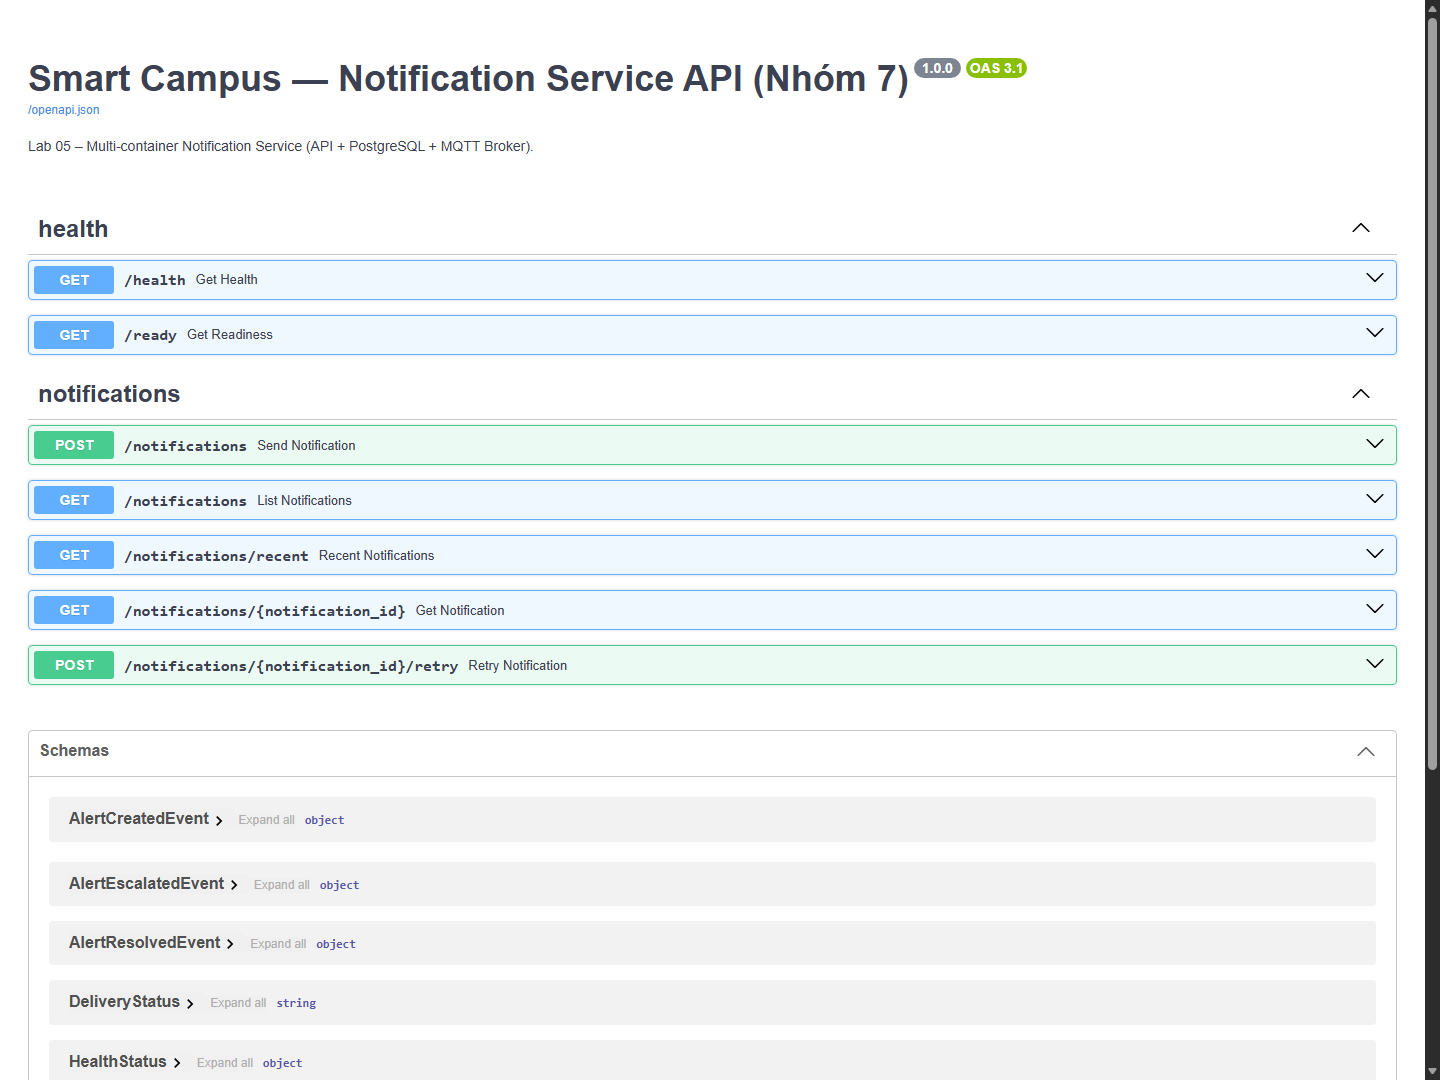 Smart Campus — Notification Service API (Nhóm 7) 1.0.0 OAS 3.1
/openapi.json
Lab 05 – Multi-container Notification Service (API + PostgreSQL + MQTT Broker).
health
GET /health Get Health
GET /ready Get Readiness
notifications
POST /notifications Send Notification
GET /notifications List Notifications
GET /notifications/recent Recent Notifications
GET /notifications/{notification_id} Get Notification
POST /notifications/{notification_id}/retry Retry Notification
Schemas
AlertCreatedEvent Expand all object
AlertEscalatedEvent Expand all object
AlertResolvedEvent Expand all object
DeliveryStatus Expand all string
HealthStatus Expand all object